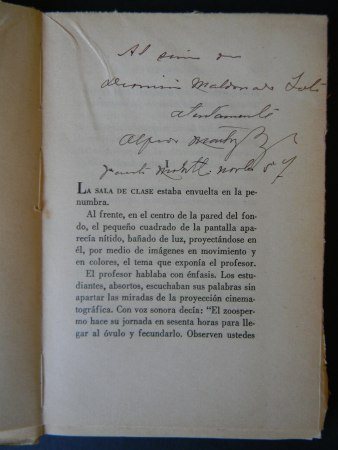 Al
Dionisio Maldonado
atentamente
Alfredo
I
LA SALA DE CLASE estaba envuelta en la pe-
numbra.
Al frente, en el centro de la pared del fon-
do, el pequeño cuadrado de la pantalla apa-
recía nítido, bañado de luz, proyectándose en
él, por medio de imágenes en movimiento y
en colores, el tema que exponía el profesor.
El profesor hablaba con énfasis. Los estu-
diantes, absortos, escuchaban sus palabras sin
apartar las miradas de la proyección cinema-
tográfica. Con voz sonora decía: "El zoosper-
mo hace su jornada en sesenta horas para lle-
gar al óvulo y fecundarlo. Observen ustedes